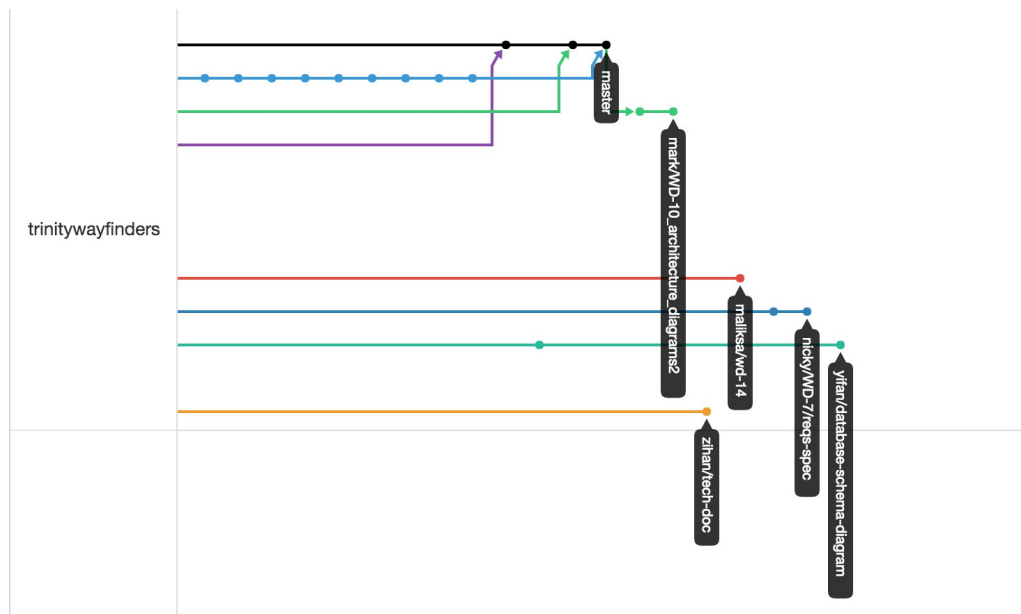 trinitywayfinders
master
mark/WD-10_architecture_diagrams2
maliksa/wd-14
nicky/WD-7/reqs-spec
yifan/database-schema-diagram
zihan/tech-doc